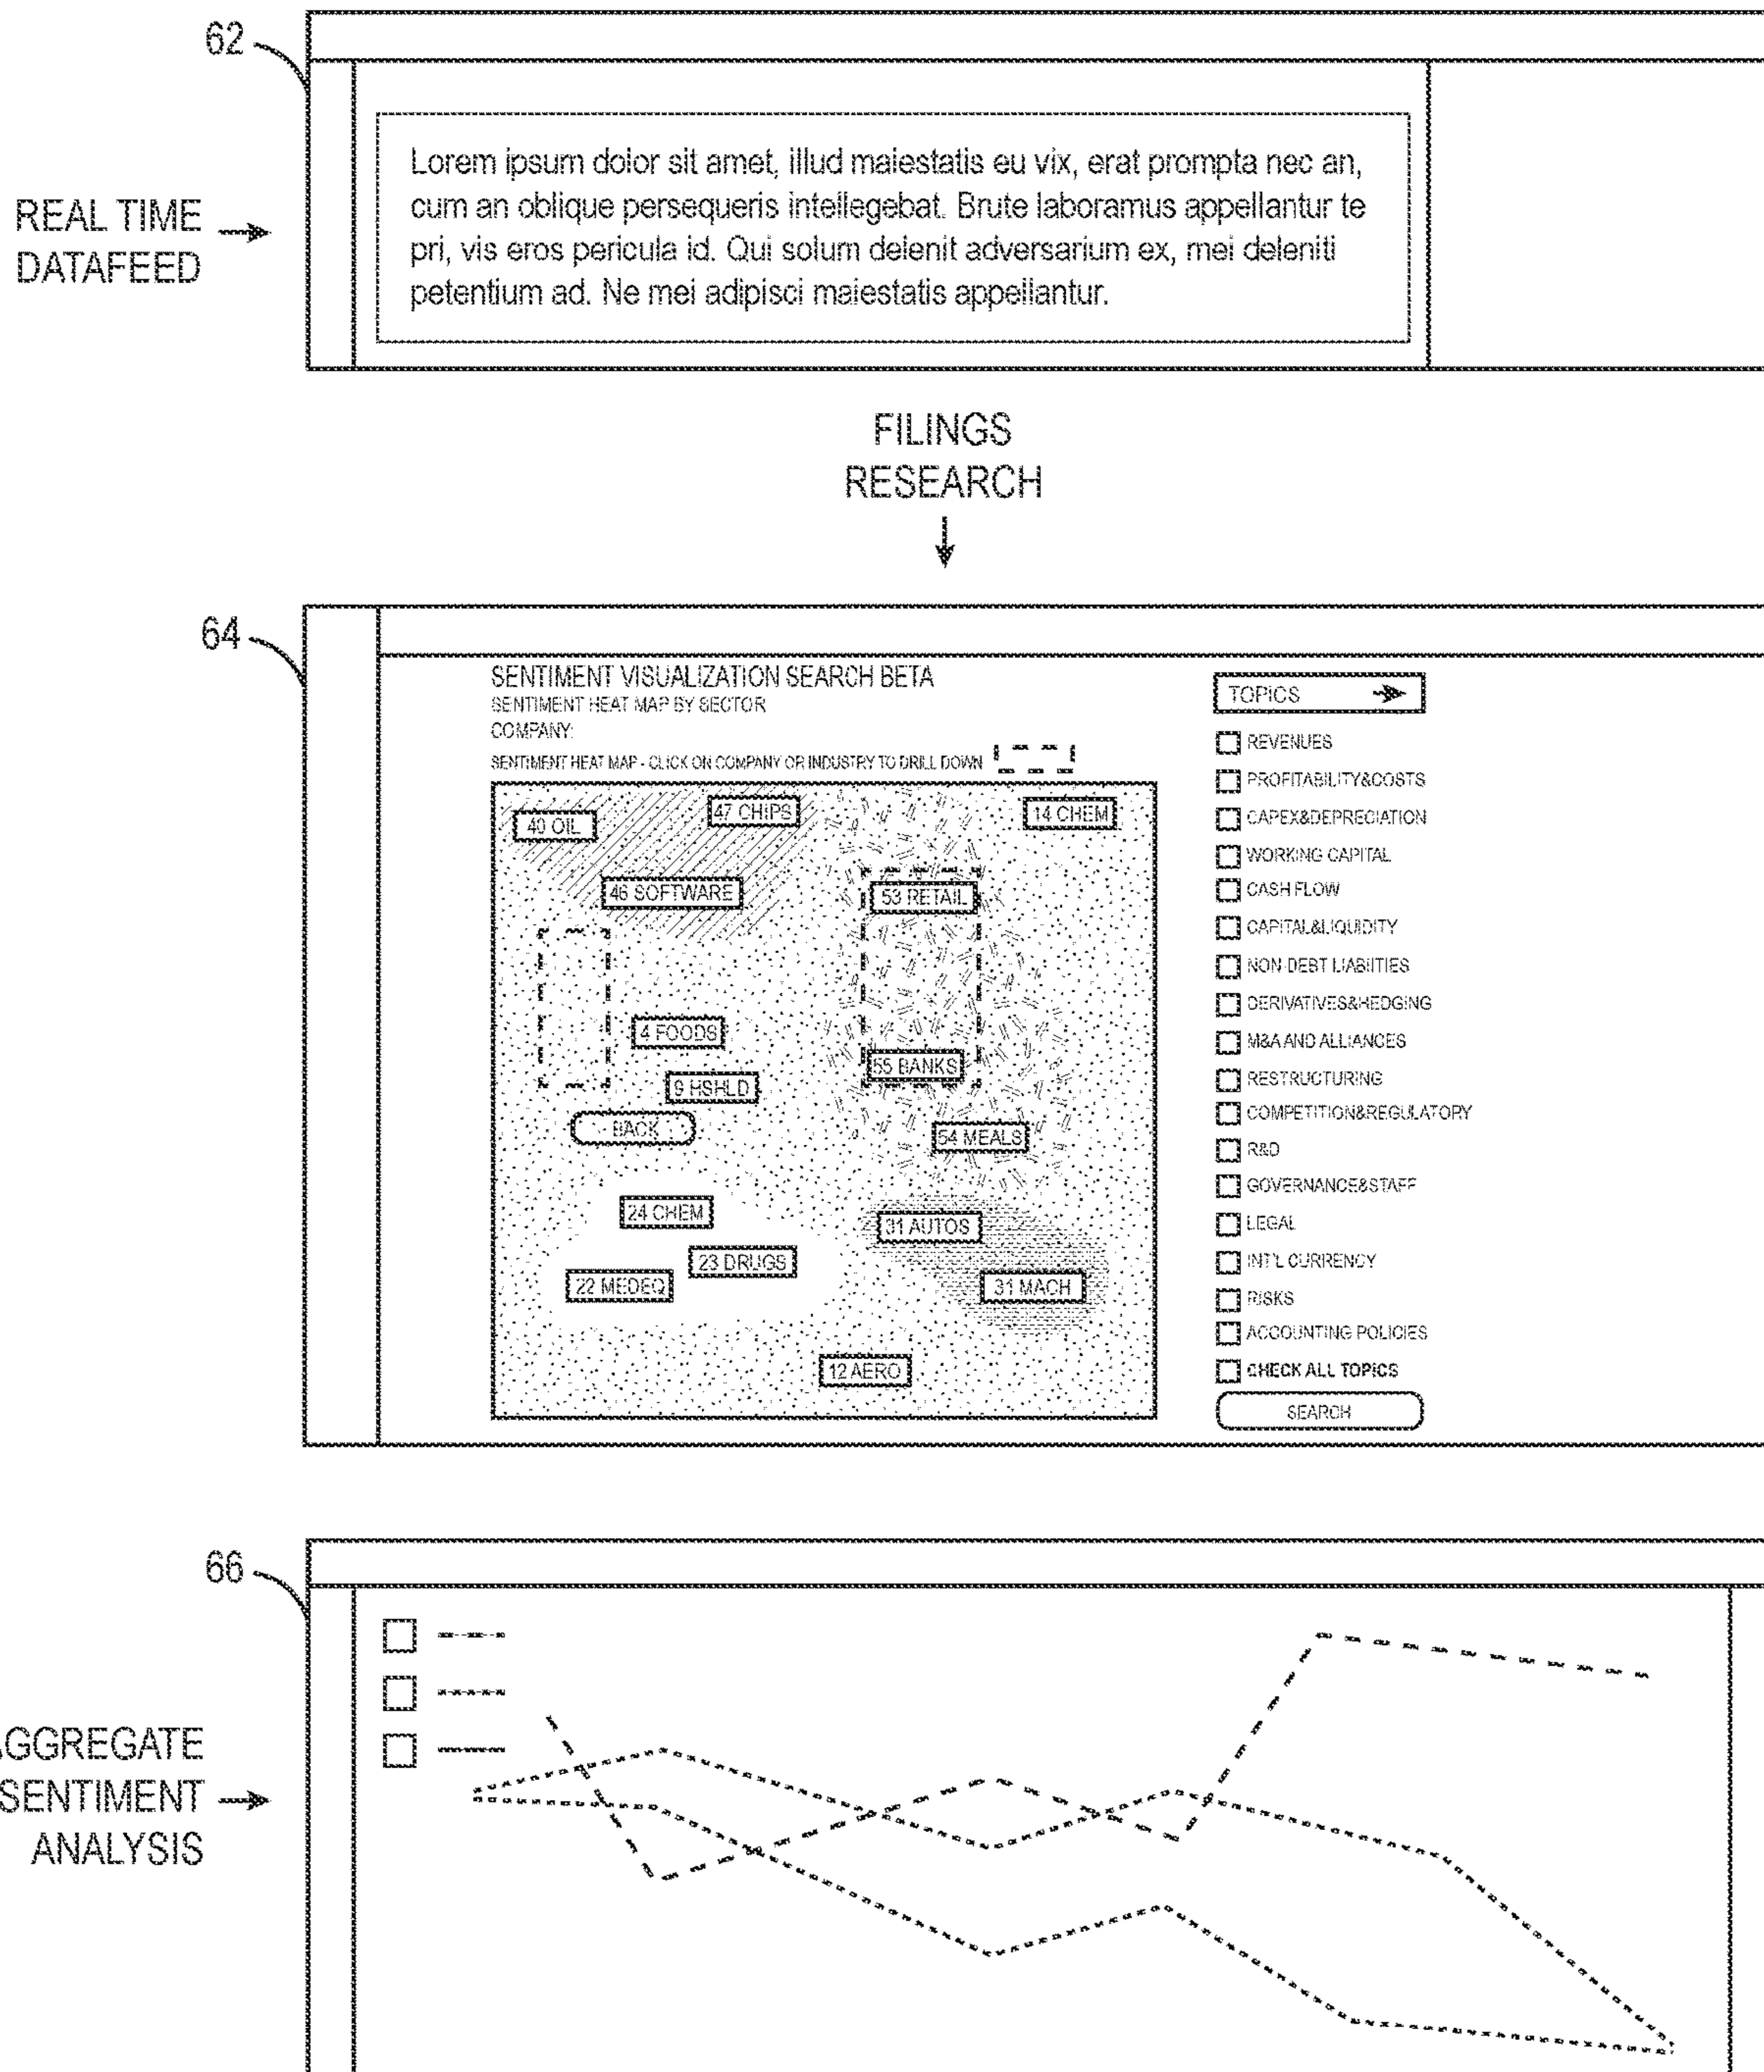 62
REAL TIME
DATAFEED
Lorem ipsum dolor sit amet, illud maiestatis eu vix, erat prompta nec an,
cum an oblique persequeris intellegebat. Brute laboramus appellantur te
pri, vis eros pericula id. Qui solum delenit adversarium ex, mei deleniti
petentium ad. Ne mei adipisci maiestatis appellantur.
FILINGS
RESEARCH
64
SENTIMENT VISUALIZATION SEARCH BETA
SENTIMENT HEAT MAP BY SECTOR
COMPANY:
SENTIMENT HEAT MAP - CLICK ON COMPANY OR INDUSTRY TO DRILL DOWN
40 OIL
47 CHIPS
14 CHEM
46 SOFTWARE
53 RETAIL
4 FOODS
55 BANKS
9 HSHLD
BACK
54 MEALS
24 CHEM
31 AUTOS
23 DRUGS
22 MEDEQ
31 MACH
12 AERO
TOPICS
REVENUES
PROFITABILITY&COSTS
CAPEX&DEPRECIATION
WORKING CAPITAL
CASH FLOW
CAPITAL&LIQUIDITY
NON-DEBT LIABIITIES
DERIVATIVES&HEDGING
M&A AND ALLIANCES
RESTRUCTURING
COMPETITION&REGULATORY
R&D
GOVERNANCE&STAFF
LEGAL
INT'L CURRENCY
RISKS
ACCOUNTING POLICIES
CHECK ALL TOPICS
SEARCH
66
AGGREGATE
SENTIMENT
ANALYSIS